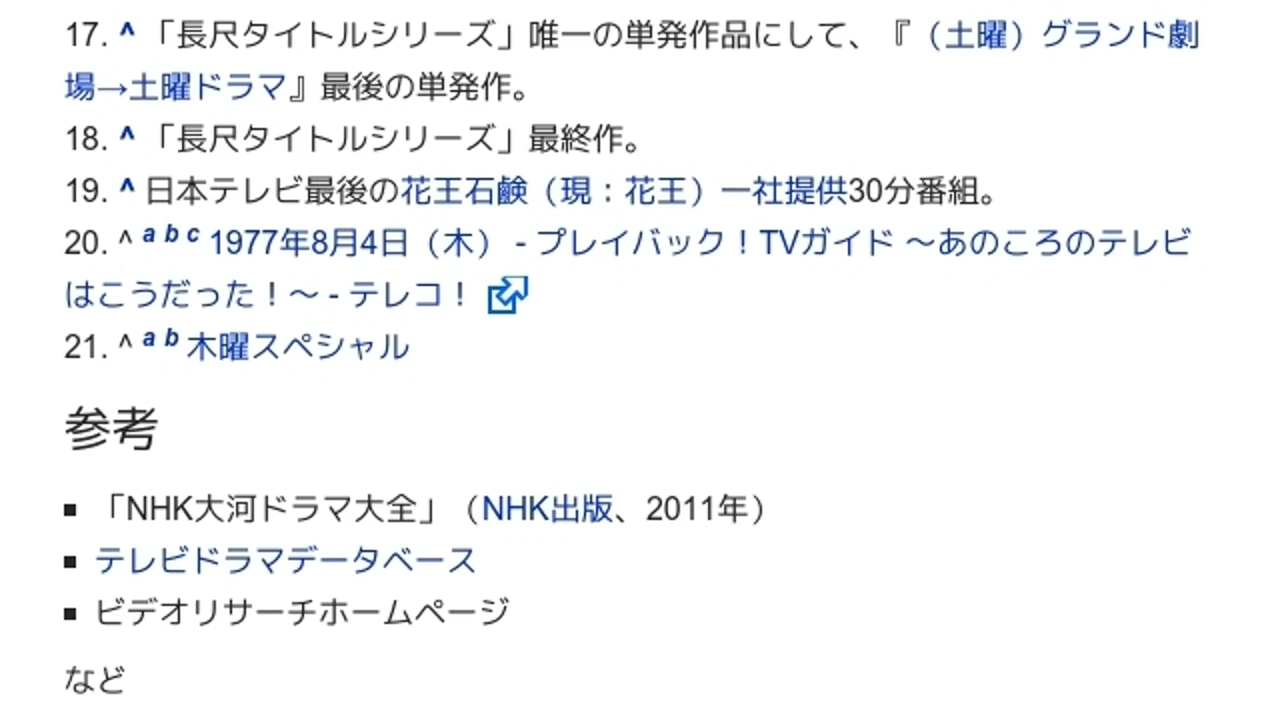 17. ^ 「長尺タイトルシリーズ」唯一の単発作品にして、『（土曜）グランド劇
場→土曜ドラマ』最後の単発作。
18. ^ 「長尺タイトルシリーズ」最終作。
19. ^ 日本テレビ最後の花王石鹸（現：花王）一社提供30分番組。
20. ^ a b c 1977年8月4日（木） - プレイバック！TVガイド 〜あのころのテレビ
はこうだった！〜 - テレコ！
21. ^ a b 木曜スペシャル
参考
▪ 「NHK大河ドラマ大全」（NHK出版、2011年）
▪ テレビドラマデータベース
▪ ビデオリサーチホームページ
など